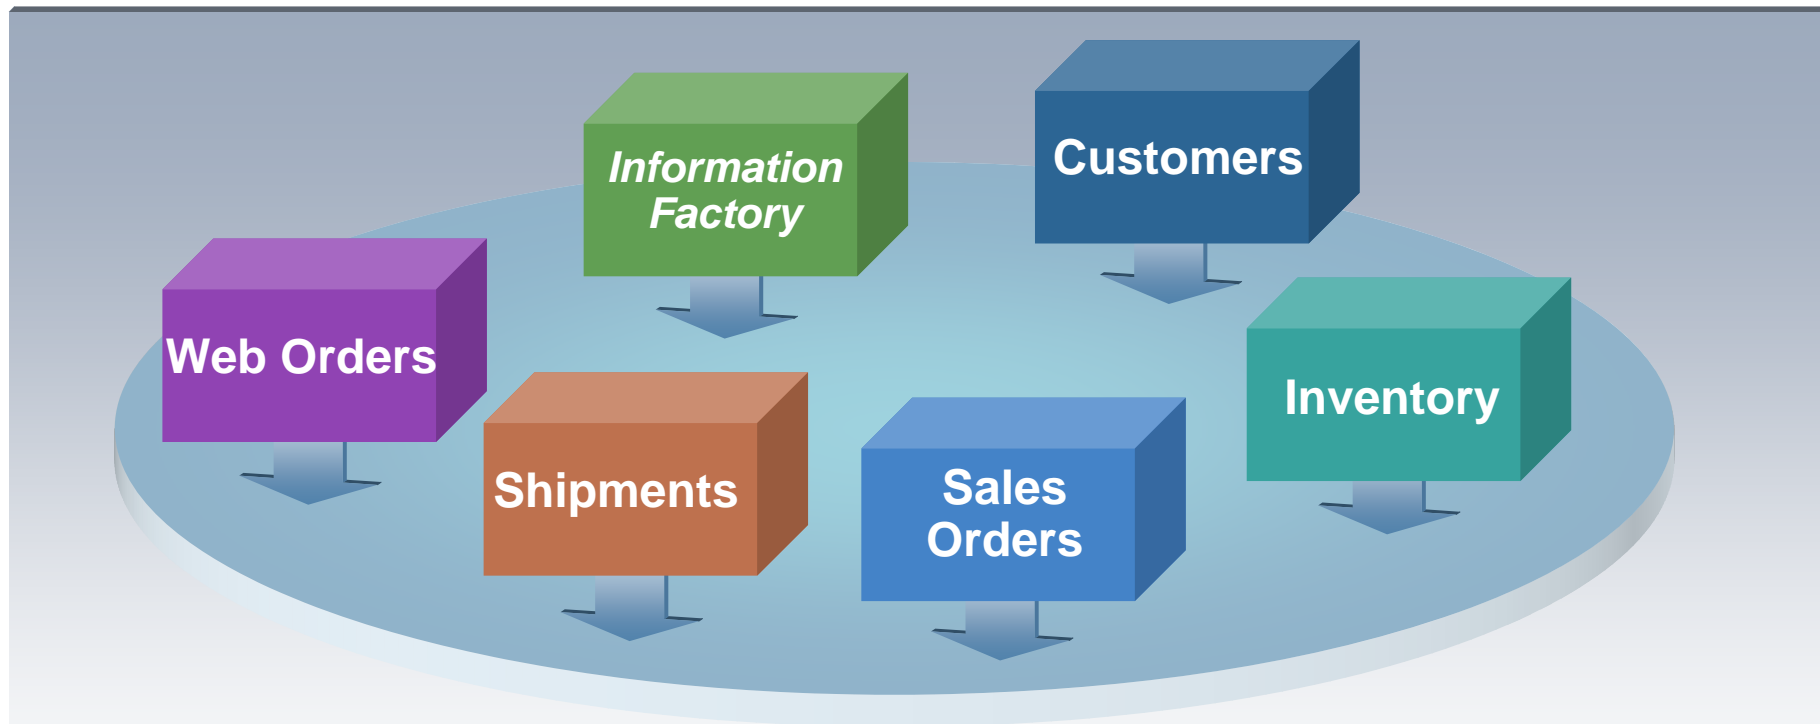 Information
Factory
Customers
Web Orders
Inventory
Shipments
Sales
Orders